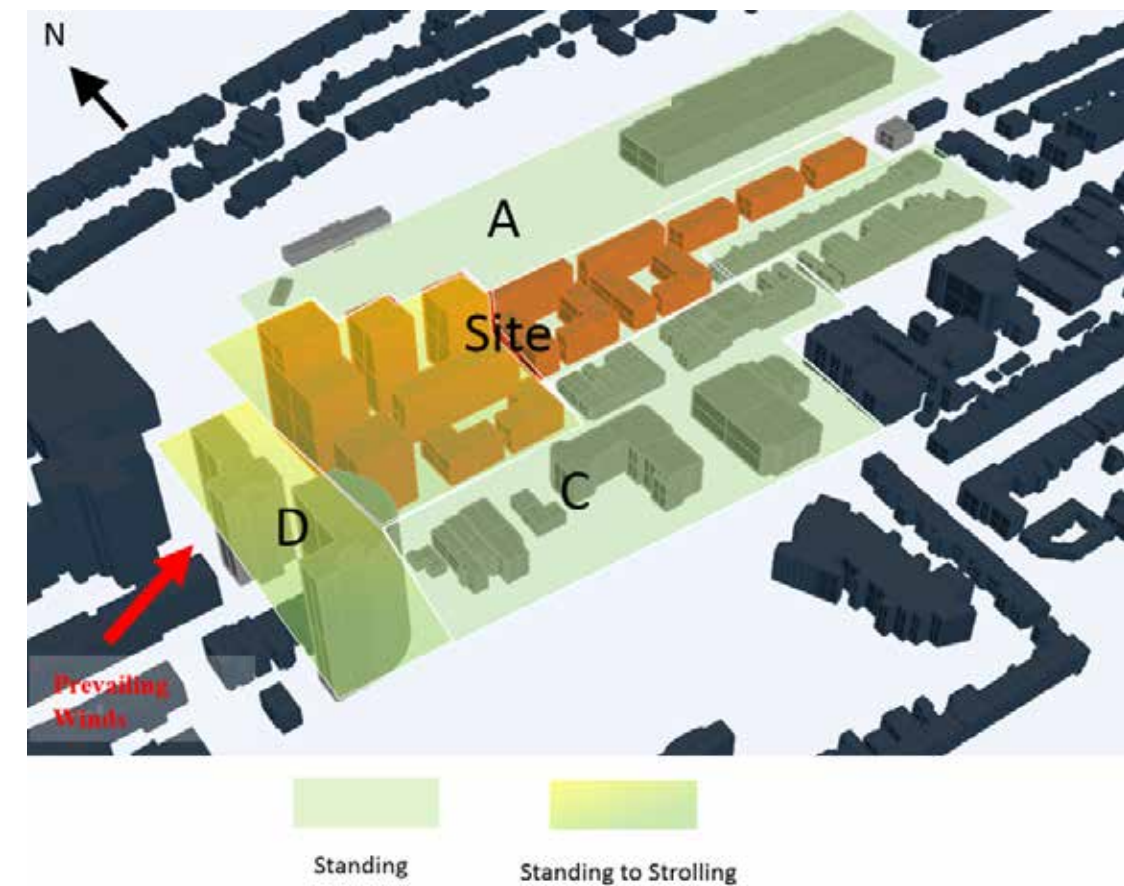 N
A
Site
C
D
Prevailing
Winds
Standing
Standing to Strolling